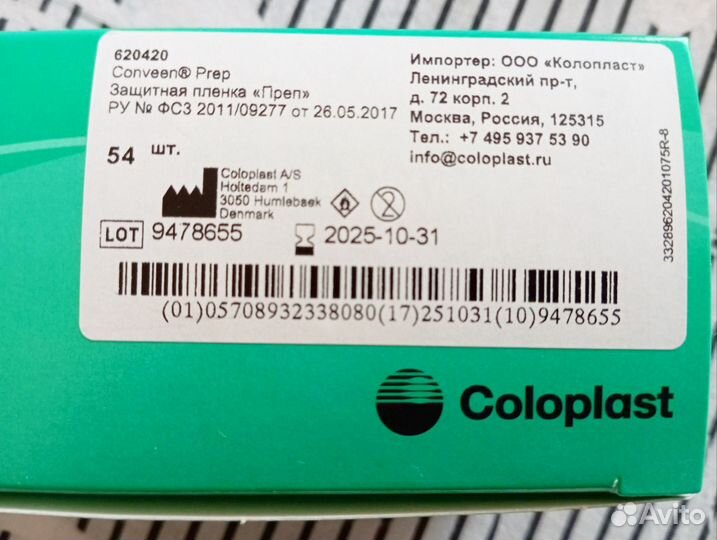 620420
Conveen® Prep
Защитная пленка «Преп»
РУ № ФСЗ 2011/09277 от 26.05.2017
54 шт.
Coloplast A/S
Holtedam 1
3050 Humlebaek
Denmark
LOT 9478655
2025-10-31
(01)05708932338080(17)251031(10)9478655
Импортер: ООО «Колопласт»
Ленинградский пр-т,
д. 72 корп. 2
Москва, Россия, 125315
Тел.: +7 495 937 53 90
info@coloplast.ru
332896204201075R-8
Coloplast
Avito